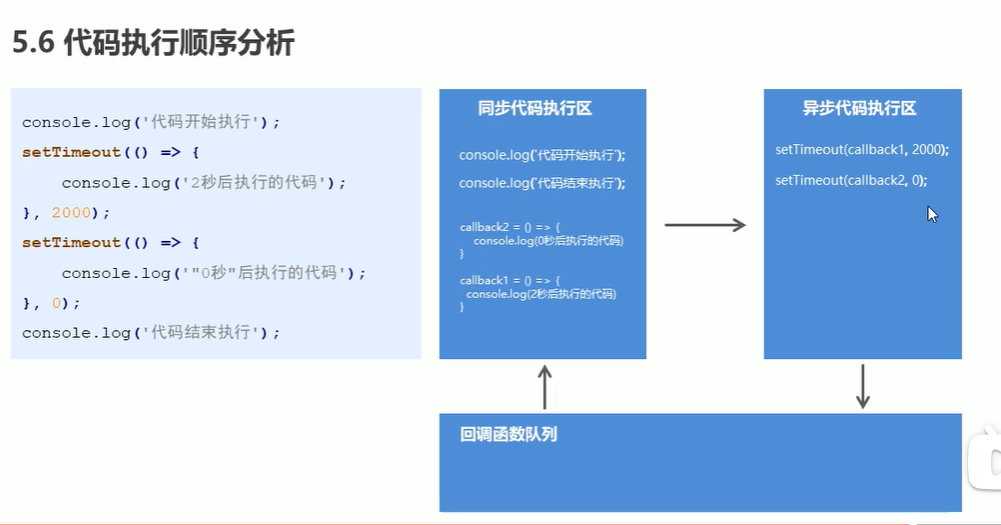 5.6 代码执行顺序分析
console.log('代码开始执行');
setTimeout(() => {
    console.log('2秒后执行的代码');
}, 2000);
setTimeout(() => {
    console.log('"0秒"后执行的代码');
}, 0);
console.log('代码结束执行');
同步代码执行区
console.log('代码开始执行');
console.log('代码结束执行');
callback2 = () => {
    console.log(0秒后执行的代码)
}
callback1 = () => {
  console.log(2秒后执行的代码)
}
异步代码执行区
setTimeout(callback1, 2000);
setTimeout(callback2, 0);
回调函数队列